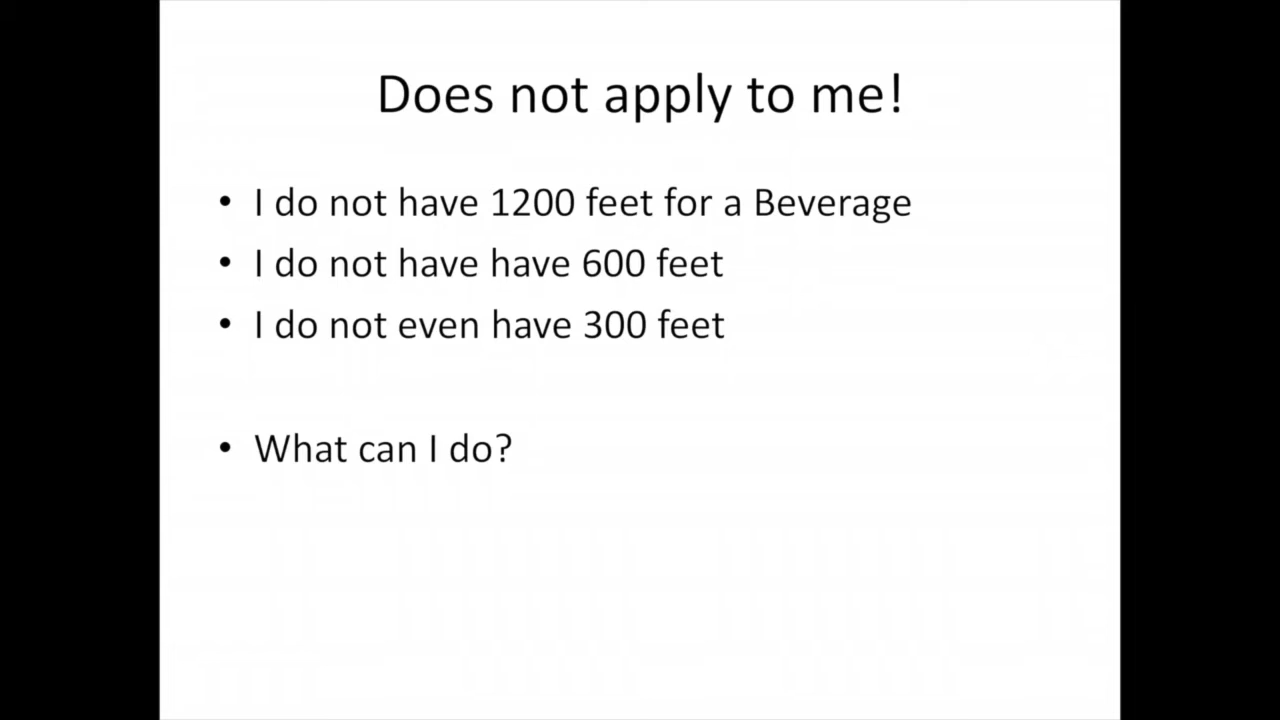 Does not apply to me!
• I do not have 1200 feet for a Beverage
• I do not have have 600 feet
• I do not even have 300 feet
• What can I do?